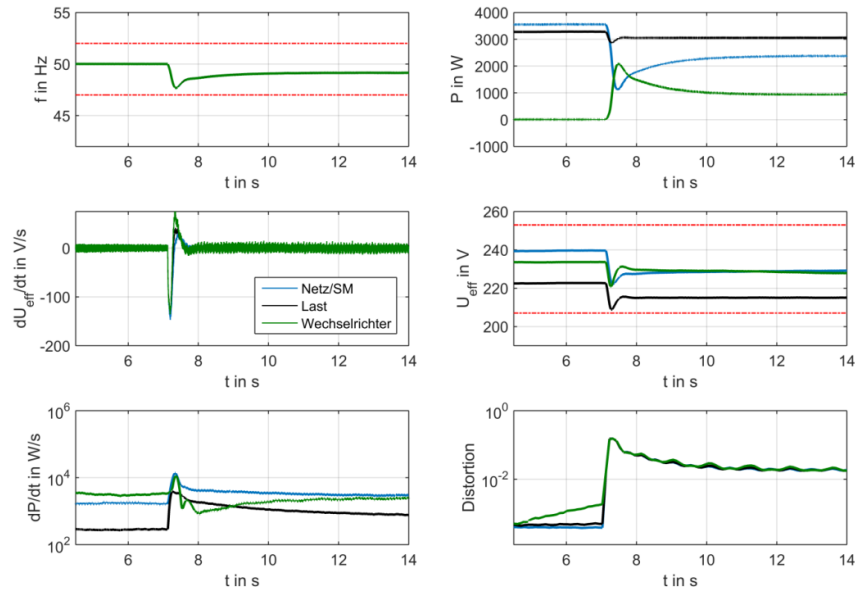 55
50
45
f in Hz
6 8 10 12 14
t in s
4000
3000
2000
1000
0
-1000
P in W
6 8 10 12 14
t in s
0
-100
-200
dU_eff/dt in V/s
Netz/SM
Last
Wechselrichter
6 8 10 12 14
t in s
260
240
220
200
U_eff in V
6 8 10 12 14
t in s
10^6
10^4
10^2
dP/dt in W/s
6 8 10 12 14
t in s
10^0
10^-2
Distortion
6 8 10 12 14
t in s